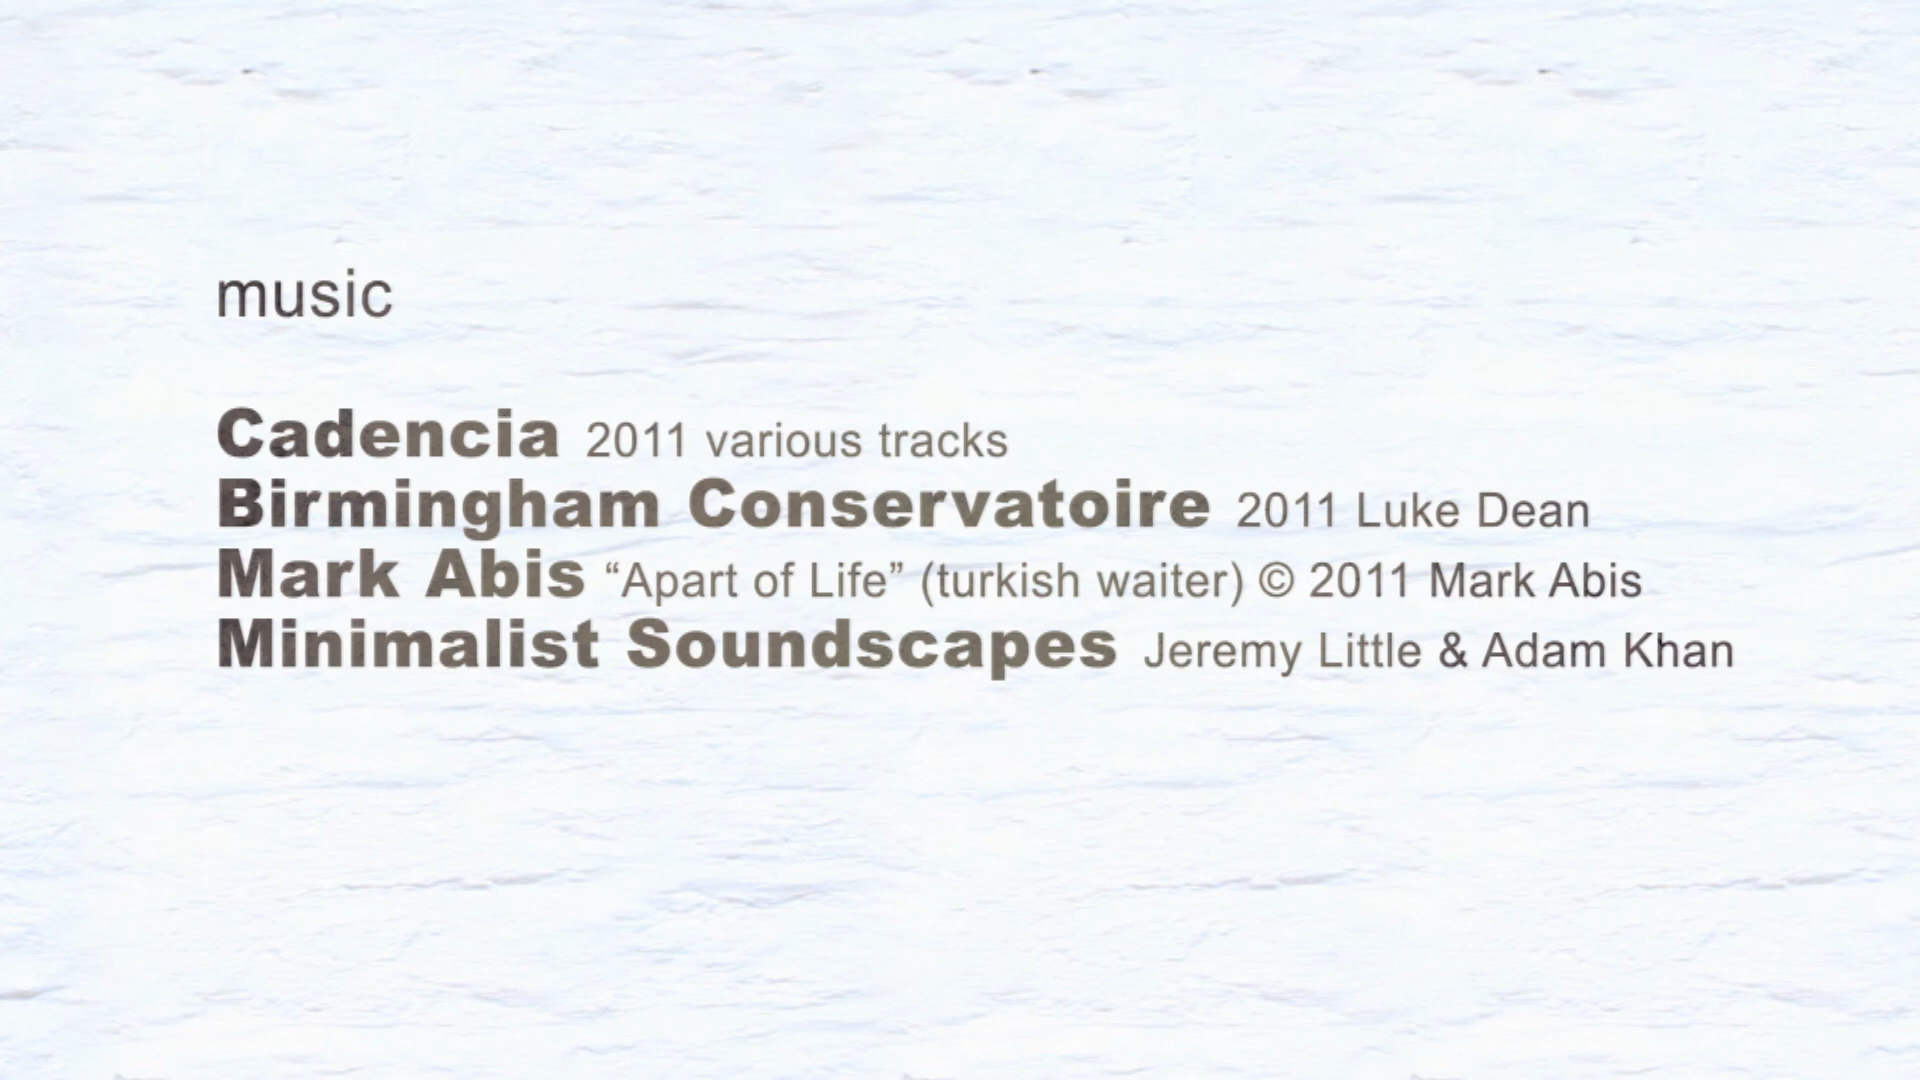 music
Cadencia 2011 various tracks
Birmingham Conservatoire 2011 Luke Dean
Mark Abis “Apart of Life” (turkish waiter) © 2011 Mark Abis
Minimalist Soundscapes Jeremy Little & Adam Khan